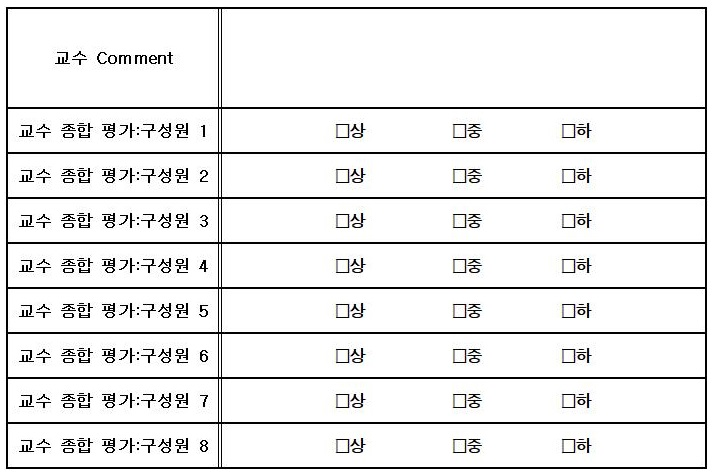 교수 Comment
교수 종합 평가:구성원 1 □상 □중 □하
교수 종합 평가:구성원 2 □상 □중 □하
교수 종합 평가:구성원 3 □상 □중 □하
교수 종합 평가:구성원 4 □상 □중 □하
교수 종합 평가:구성원 5 □상 □중 □하
교수 종합 평가:구성원 6 □상 □중 □하
교수 종합 평가:구성원 7 □상 □중 □하
교수 종합 평가:구성원 8 □상 □중 □하